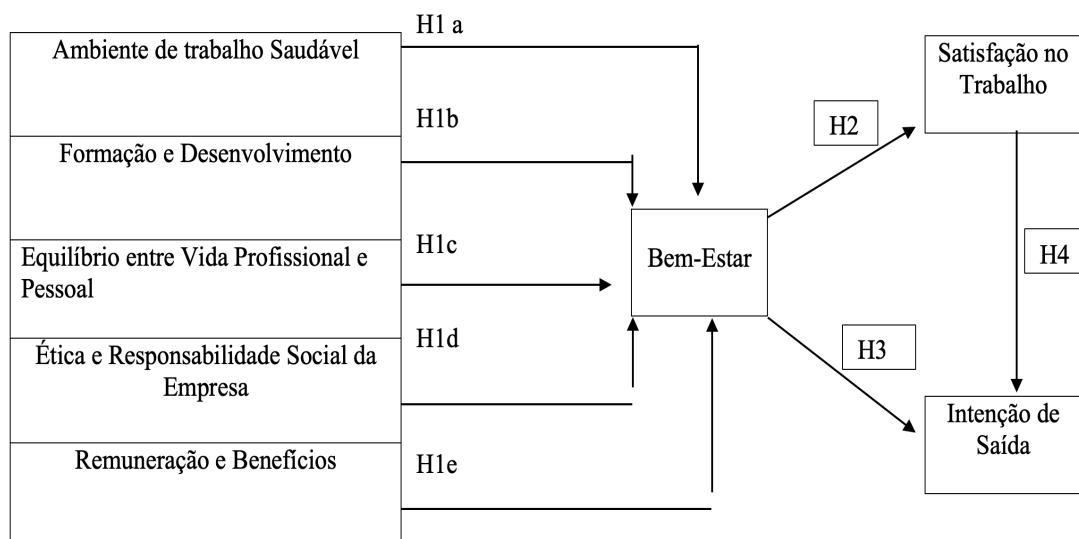 H1 a
Ambiente de trabalho Saudável
H1b
Formação e Desenvolvimento
H1c
Equilíbrio entre Vida Profissional e
Pessoal
H1d
Ética e Responsabilidade Social da
Empresa
H1e
Remuneração e Benefícios
Bem-Estar
H2
H3
Satisfação no
Trabalho
H4
Intenção de
Saída